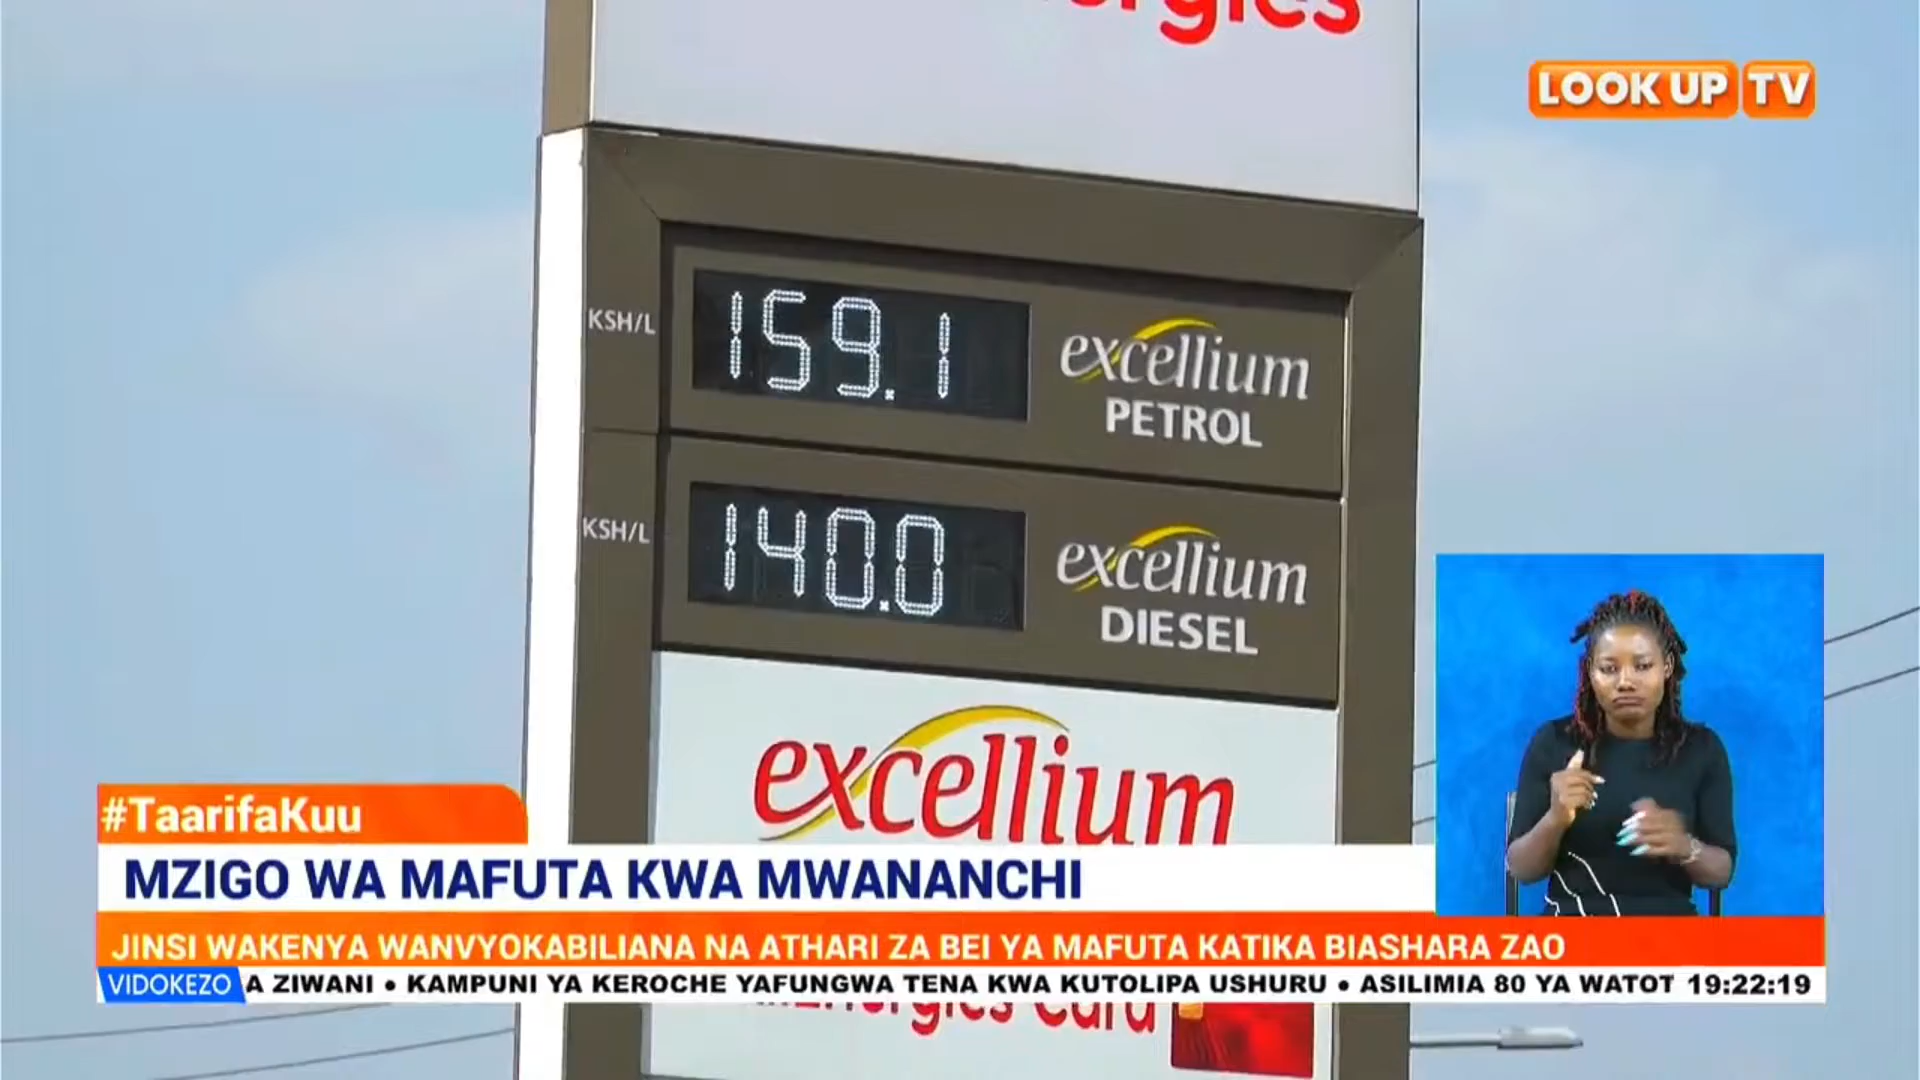 LOOK UP TV
KSH/L 159.1 excellium PETROL
KSH/L 140.0 excellium DIESEL
excellium
#TaarifaKuu
MZIGO WA MAFUTA KWA MWANANCHI
JINSI WAKENYA WANVYOKABILIANA NA ATHARI ZA BEI YA MAFUTA KATIKA BIASHARA ZAO
VIDOKEZO A ZIWANI • KAMPUNI YA KEROCHE YAFUNGWA TENA KWA KUTOLIPA USHURU • ASILIMIA 80 YA WATOT 19:22:19